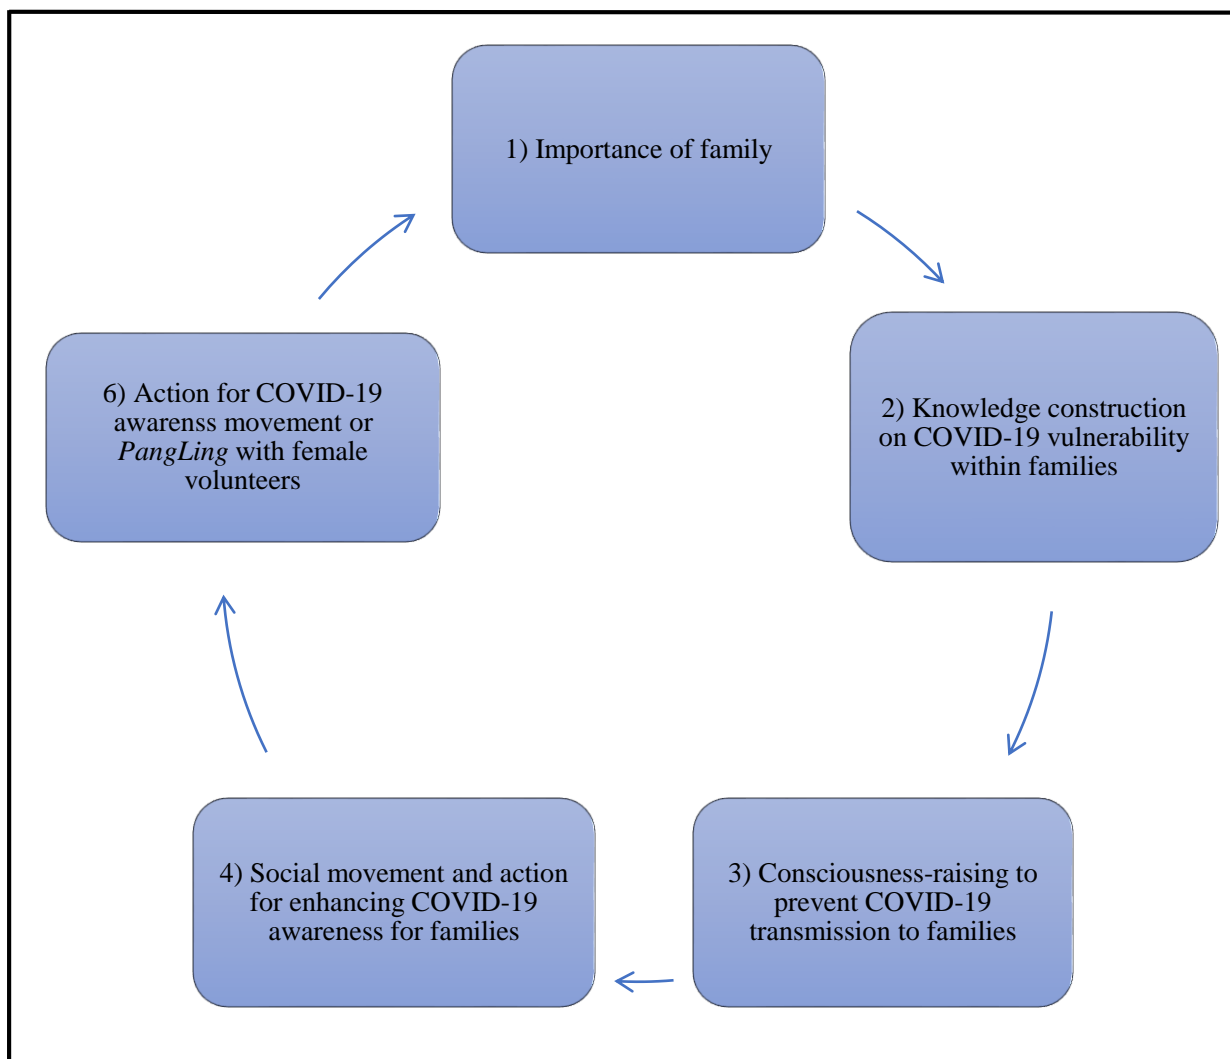 1) Importance of family
2) Knowledge construction
on COVID-19 vulnerability
within families
3) Consciousness-raising to
prevent COVID-19
transmission to families
4) Social movement and action
for enhancing COVID-19
awareness for families
6) Action for COVID-19
awarenss movement or
PangLing with female
volunteers